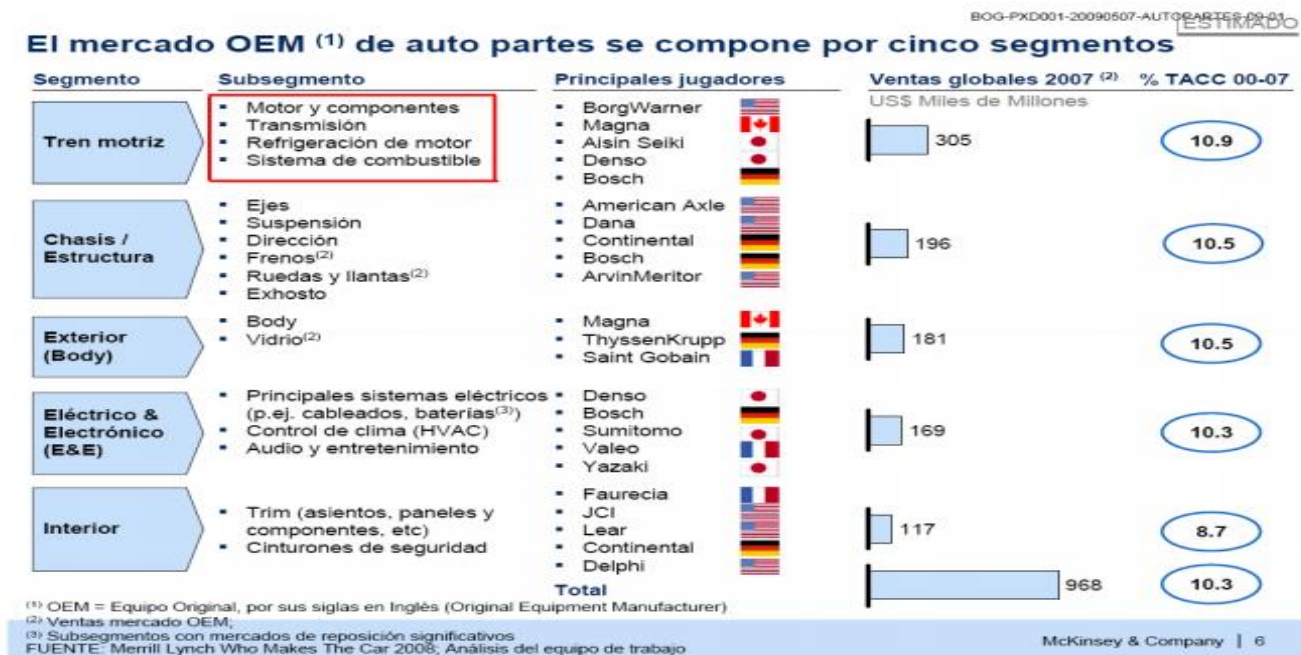 BOG-PXD001-20090507-AUTOPARTES-09-01
ESTIMADO
El mercado OEM (1) de auto partes se compone por cinco segmentos
Segmento Subsegmento Principales jugadores Ventas globales 2007 (2) % TACC 00-07
US$ Miles de Millones
Tren motriz
▪ Motor y componentes
▪ Transmisión
▪ Refrigeración de motor
▪ Sistema de combustible
▪ BorgWarner
▪ Magna
▪ Aisin Seiki
▪ Denso
▪ Bosch
305
10.9
Chasis /
Estructura
▪ Ejes
▪ Suspensión
▪ Dirección
▪ Frenos(2)
▪ Ruedas y llantas(2)
▪ Exhosto
▪ American Axle
▪ Dana
▪ Continental
▪ Bosch
▪ ArvinMeritor
196
10.5
Exterior
(Body)
▪ Body
▪ Vidrio(2)
▪ Magna
▪ ThyssenKrupp
▪ Saint Gobain
181
10.5
Eléctrico &
Electrónico
(E&E)
▪ Principales sistemas eléctricos
(p.ej. cableados, baterías(3))
▪ Control de clima (HVAC)
▪ Audio y entretenimiento
▪ Denso
▪ Bosch
▪ Sumitomo
▪ Valeo
▪ Yazaki
169
10.3
Interior
▪ Trim (asientos, paneles y
componentes, etc)
▪ Cinturones de seguridad
▪ Faurecia
▪ JCI
▪ Lear
▪ Continental
▪ Delphi
117
8.7
Total
968
10.3
(1) OEM = Equipo Original, por sus siglas en Inglés (Original Equipment Manufacturer)
(2) Ventas mercado OEM;
(3) Subsegmentos con mercados de reposición significativos
FUENTE: Merrill Lynch Who Makes The Car 2008; Análisis del equipo de trabajo
McKinsey & Company | 6